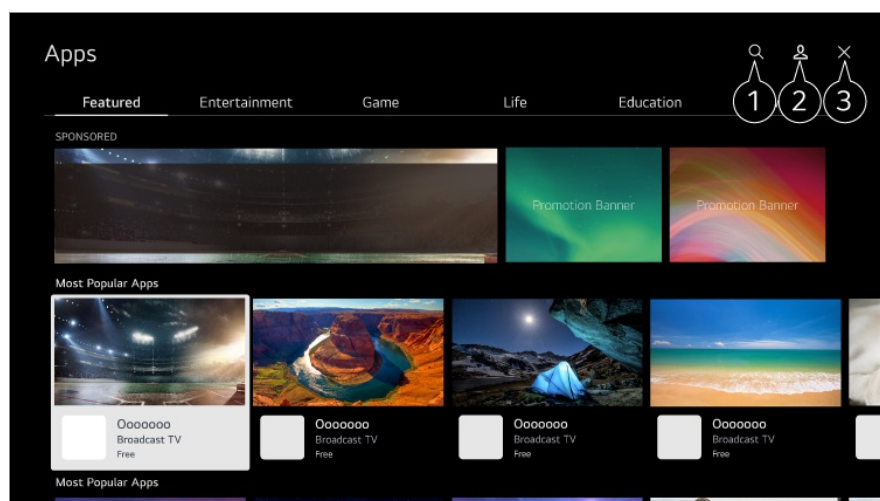 Apps
1 2 3
Featured Entertainment Game Life Education
SPONSORED
Promotion Banner Promotion Banner
Most Popular Apps
Ooooooo Ooooooo Ooooooo Ooooooo
Broadcast TV Broadcast TV Broadcast TV Broadcast TV
Free Free Free Free
Most Popular Apps